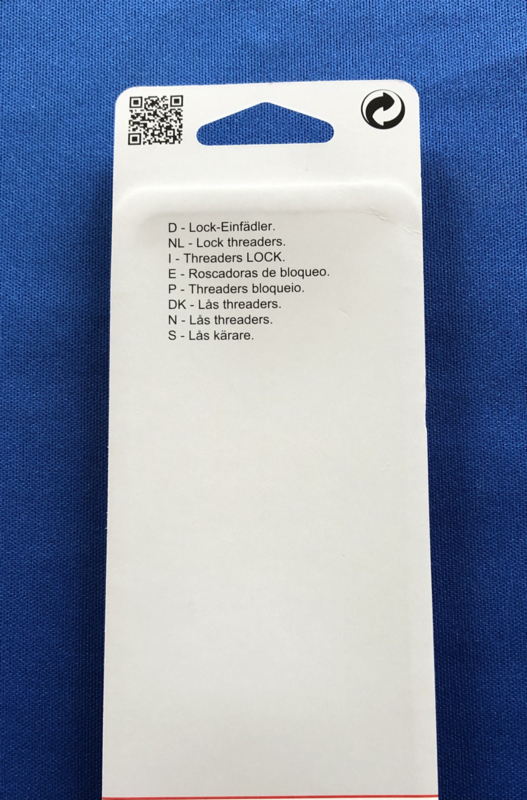 D - Lock-Einfädler.
NL - Lock threaders.
I - Threaders LOCK.
E - Roscadoras de bloqueo.
P - Threaders bloqueio.
DK - Lås threaders.
N - Lås threaders.
S - Lås kärare.